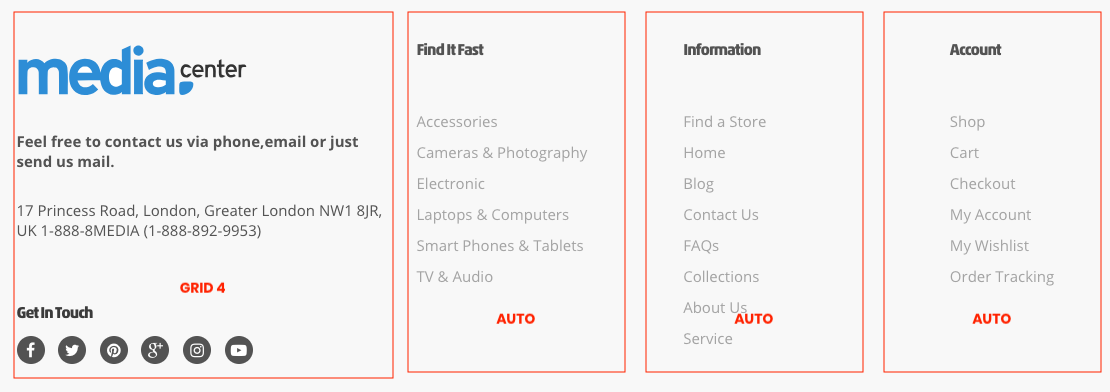 media center
Feel free to contact us via phone,email or just
send us mail.
17 Princess Road, London, Greater London NW1 8JR,
UK 1-888-8MEDIA (1-888-892-9953)
GRID 4
Get In Touch
g+
Find It Fast
Accessories
Cameras & Photography
Electronic
Laptops & Computers
Smart Phones & Tablets
TV & Audio
AUTO
Information
Find a Store
Home
Blog
Contact Us
FAQs
Collections
About Us
AUTO
Service
Account
Shop
Cart
Checkout
My Account
My Wishlist
Order Tracking
AUTO